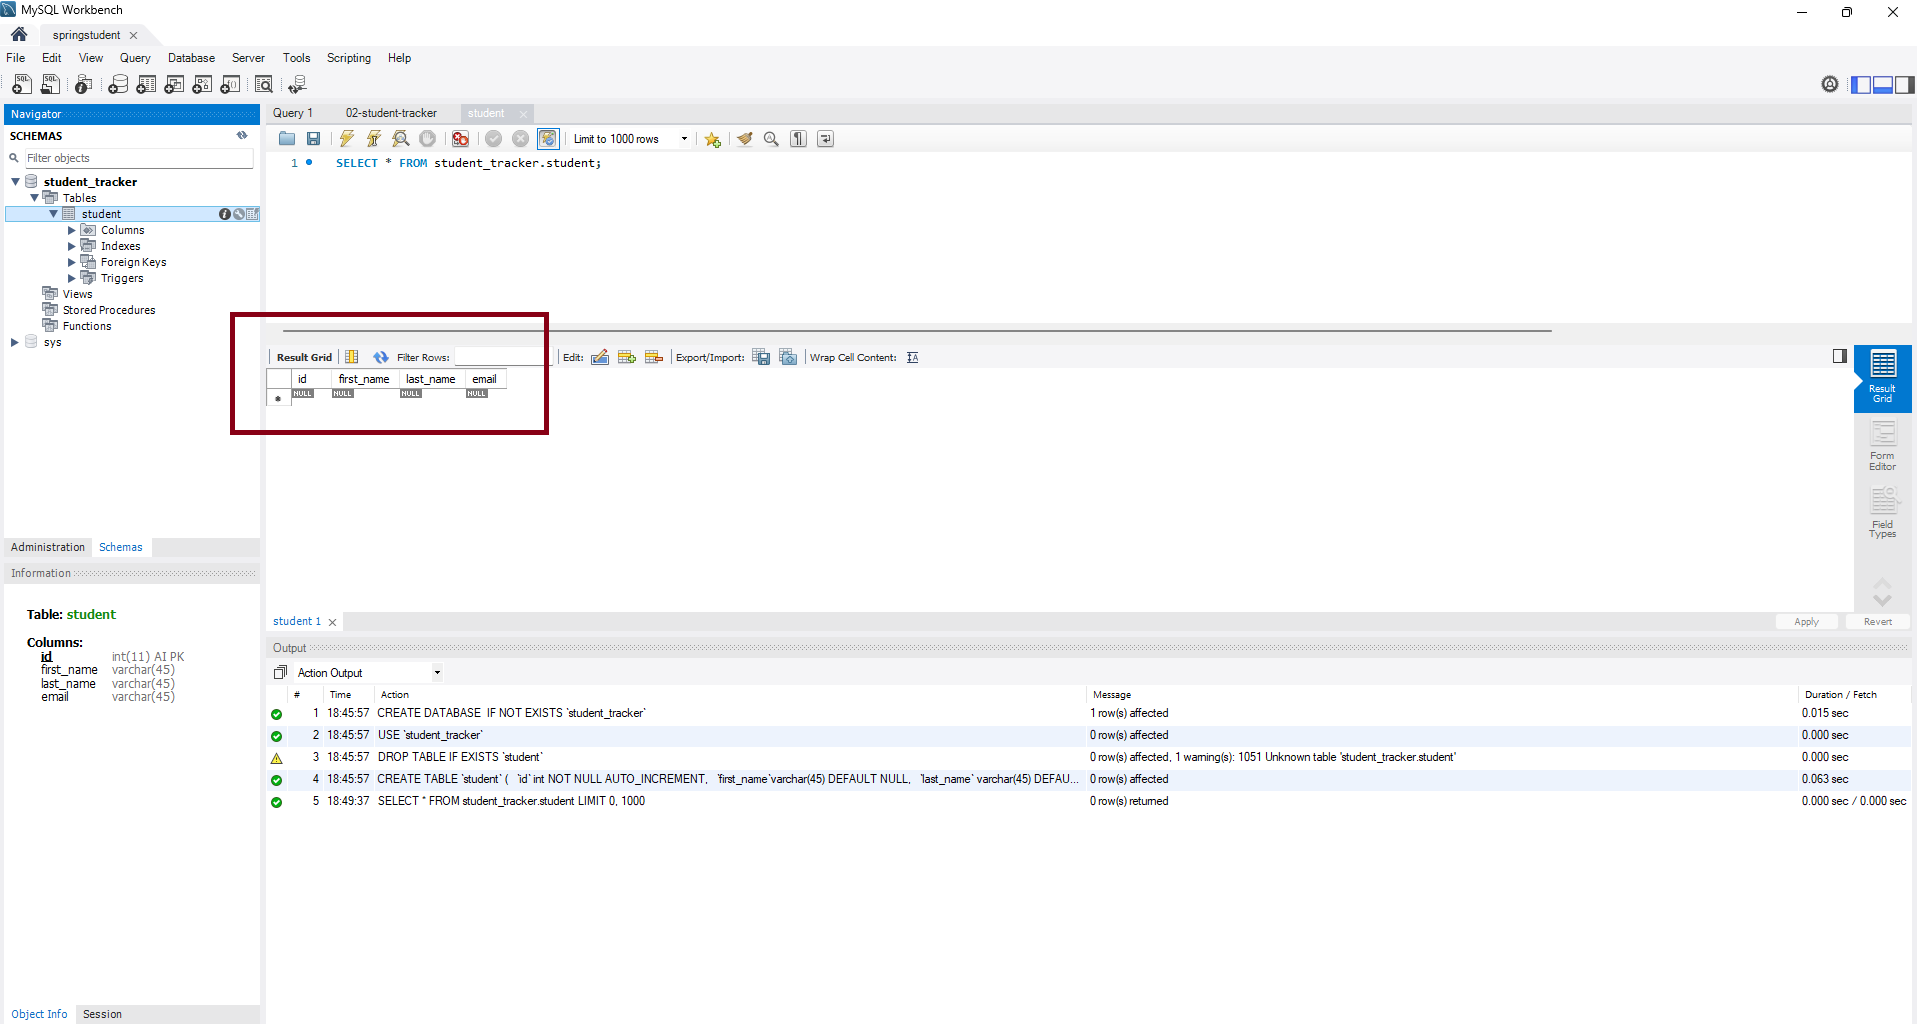 MySQL Workbench
springstudent
File Edit View Query Database Server Tools Scripting Help
Navigator
SCHEMAS
Filter objects
student_tracker
Tables
student
Columns
Indexes
Foreign Keys
Triggers
Views
Stored Procedures
Functions
sys
Administration Schemas
Information
Table: student
Columns:
id int(11) AI PK
first_name varchar(45)
last_name varchar(45)
email varchar(45)
Object Info Session
Query 1 02-student-tracker student
Limit to 1000 rows
1 SELECT * FROM student_tracker.student;
Result Grid Filter Rows: Edit: Export/Import: Wrap Cell Content:
id first_name last_name email
NULL NULL NULL NULL
Result
Grid
Form
Editor
Field
Types
student 1 Apply Revert
Output
Action Output
# Time Action Message Duration / Fetch
1 18:45:57 CREATE DATABASE IF NOT EXISTS `student_tracker` 1 row(s) affected 0.015 sec
2 18:45:57 USE `student_tracker` 0 row(s) affected 0.000 sec
3 18:45:57 DROP TABLE IF EXISTS `student` 0 row(s) affected, 1 warning(s): 1051 Unknown table 'student_tracker.student' 0.000 sec
4 18:45:57 CREATE TABLE `student` ( `id` int NOT NULL AUTO_INCREMENT, `first_name` varchar(45) DEFAULT NULL, `last_name` varchar(45) DEFAU... 0 row(s) affected 0.063 sec
5 18:49:37 SELECT * FROM student_tracker.student LIMIT 0, 1000 0 row(s) returned 0.000 sec / 0.000 sec